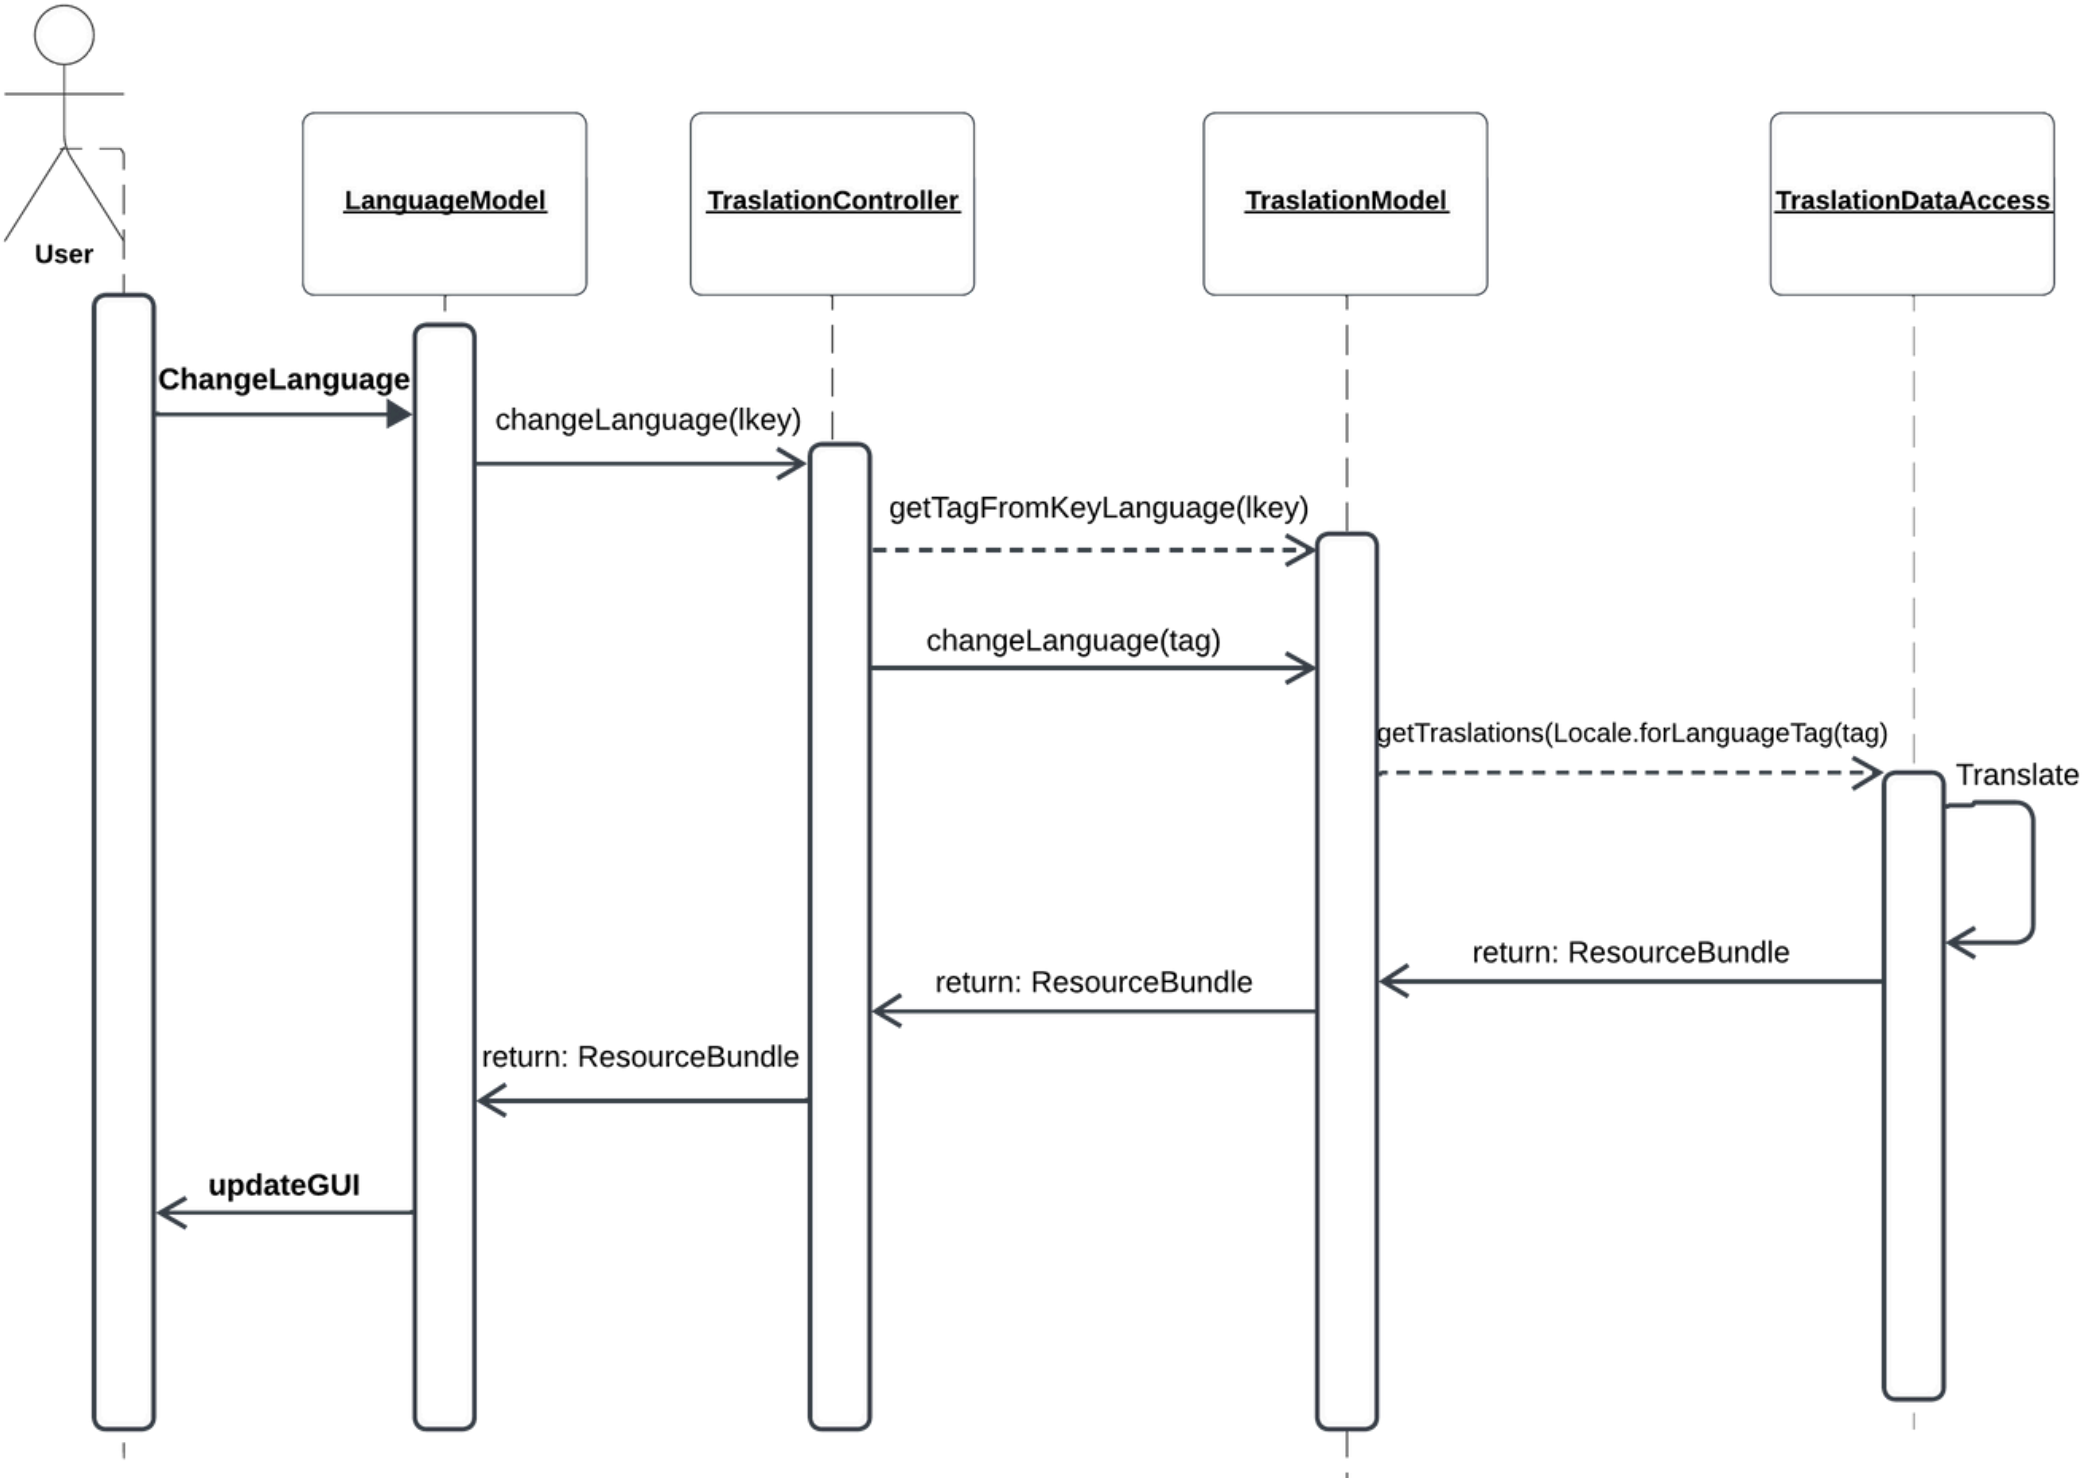 LanguageModel
TraslationController
TraslationModel
TraslationDataAccess
User
ChangeLanguage
changeLanguage(lkey)
getTagFromKeyLanguage(lkey)
changeLanguage(tag)
getTraslations(Locale.forLanguageTag(tag)
Translate
return: ResourceBundle
return: ResourceBundle
return: ResourceBundle
updateGUI